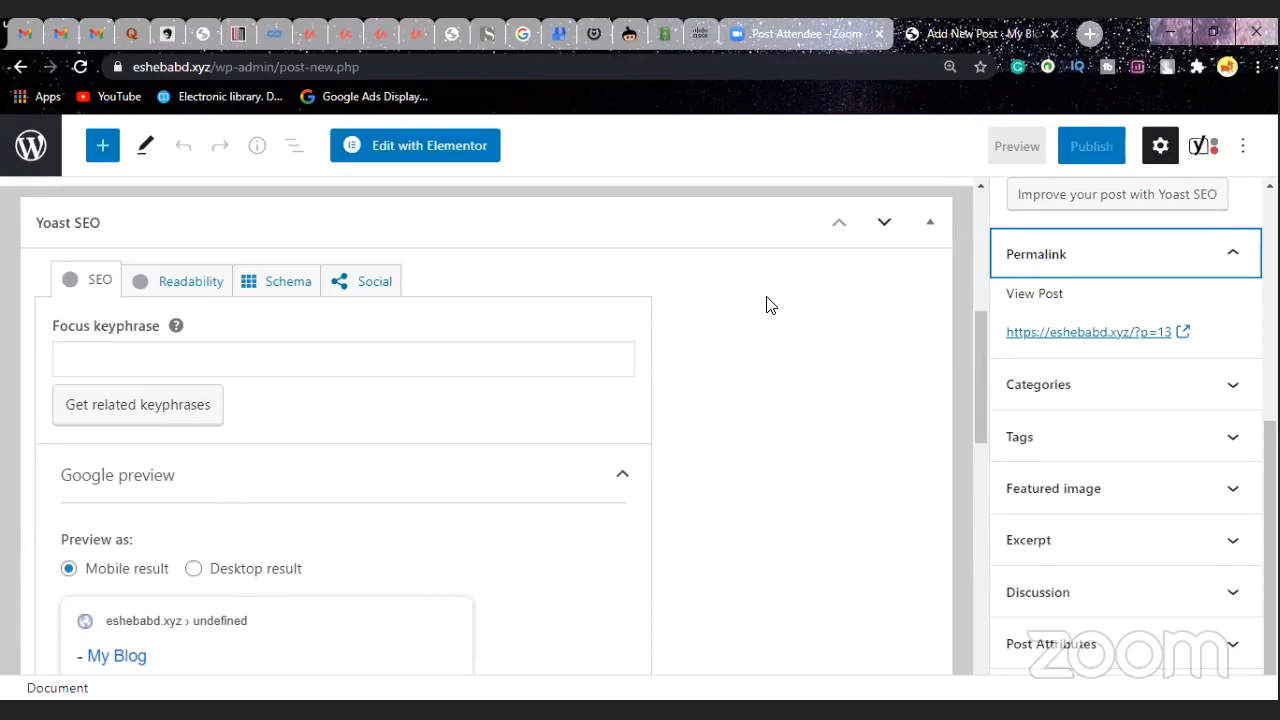 Post Attendee - Zoom
Add New Post ‹ My Bl
eshebabd.xyz/wp-admin/post-new.php
Apps
YouTube
Electronic library. D...
Google Ads Display...
Edit with Elementor
Preview
Publish
Improve your post with Yoast SEO
Yoast SEO
Permalink
SEO
Readability
Schema
Social
View Post
Focus keyphrase
https://eshebabd.xyz/?p=13
Categories
Get related keyphrases
Tags
Google preview
Featured image
Preview as:
Excerpt
Mobile result
Desktop result
Discussion
eshebabd.xyz › undefined
Post Attributes
- My Blog
zoom
Document